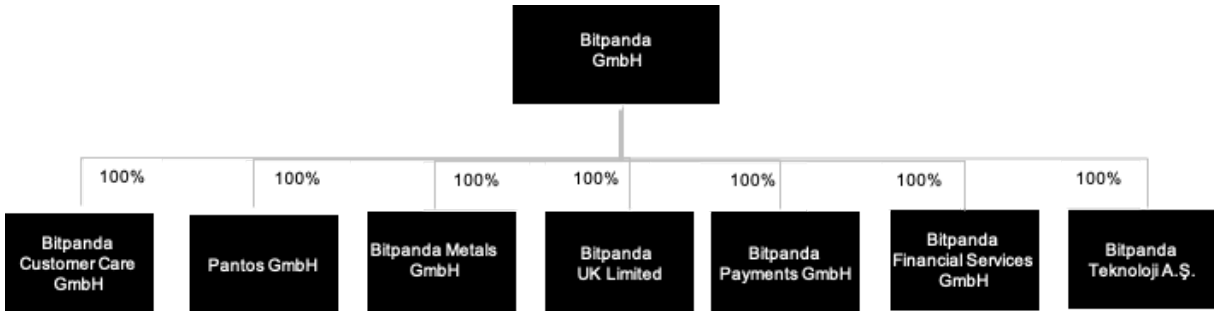 Bitpanda
GmbH
100%
100%
100%
100%
100%
100%
100%
Bitpanda
Customer Care
GmbH
Pantos GmbH
Bitpanda Metals
GmbH
Bitpanda
UK Limited
Bitpanda
Payments GmbH
Bitpanda
Financial Services
GmbH
Bitpanda
Teknoloji A.Ş.